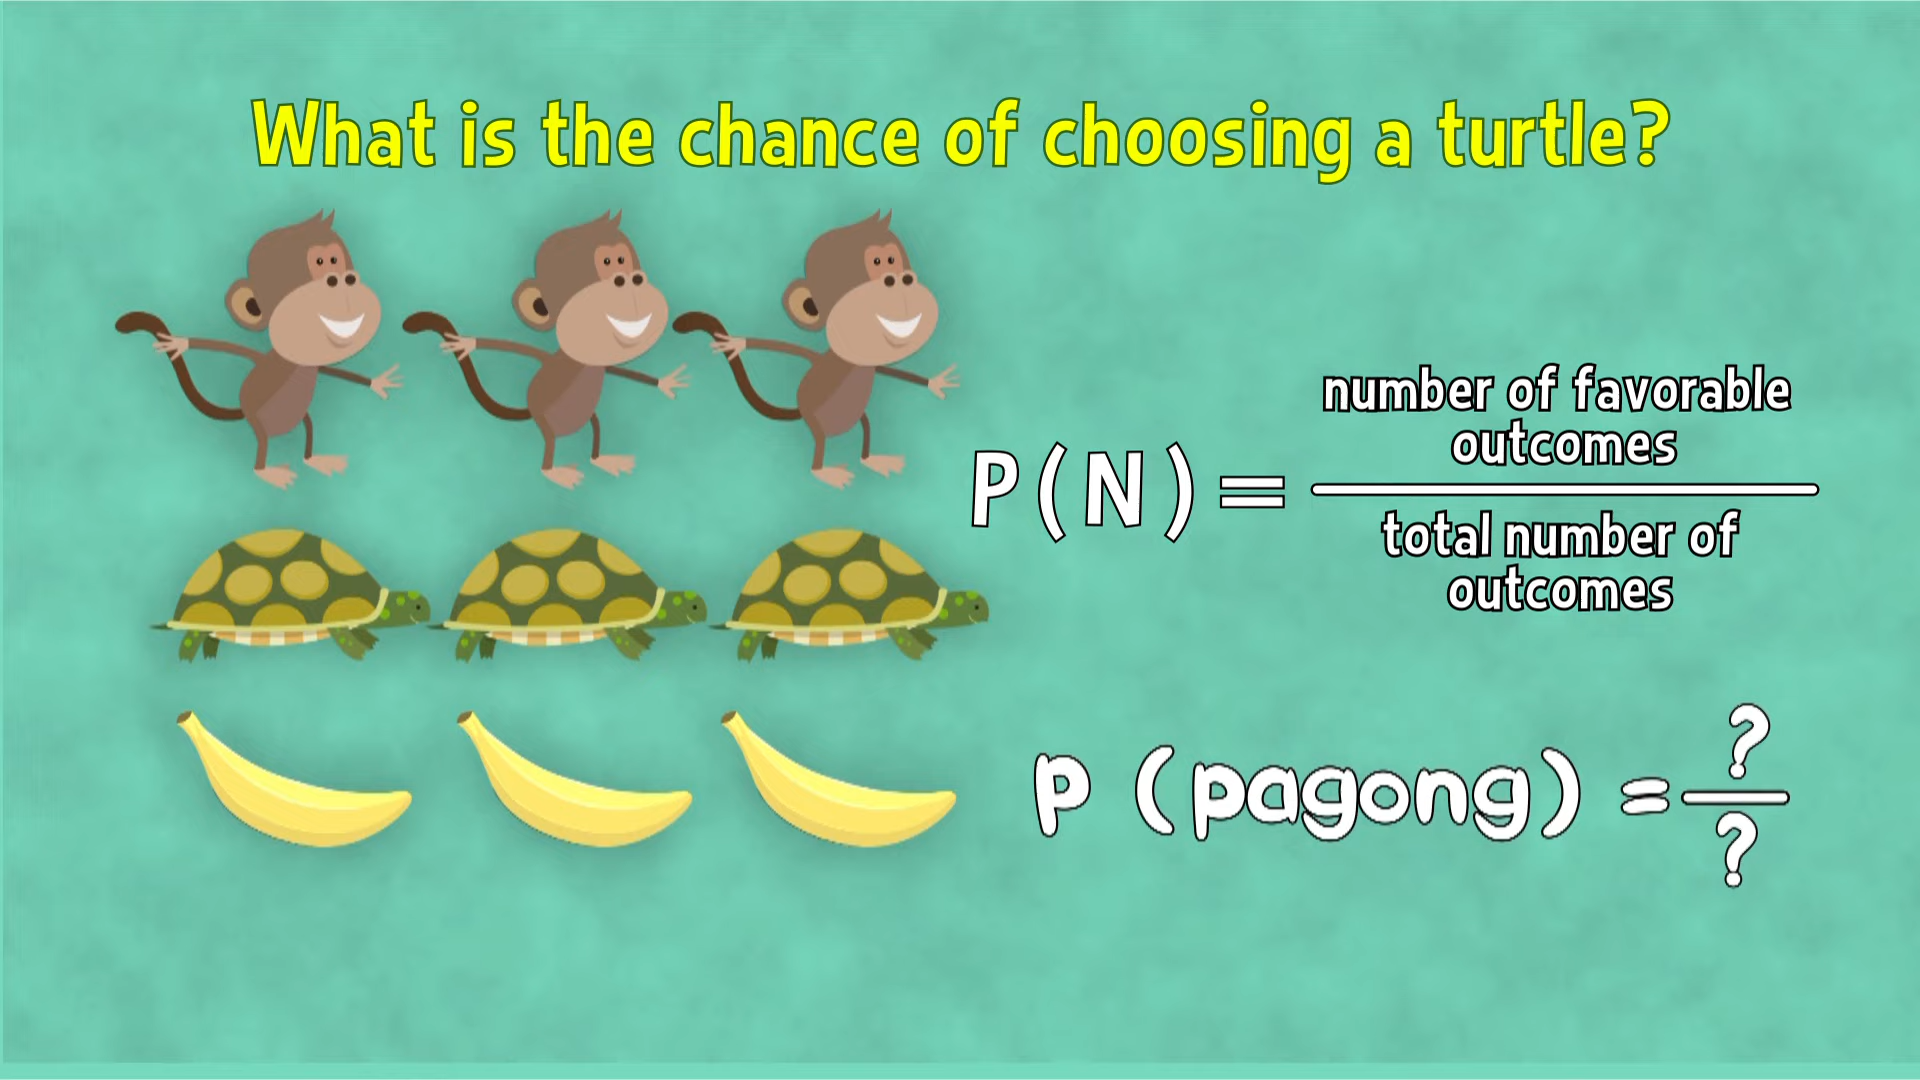 What is the chance of choosing a turtle?
P(N) =
number of favorable
outcomes
total number of
outcomes
p (pagong) =
?
?